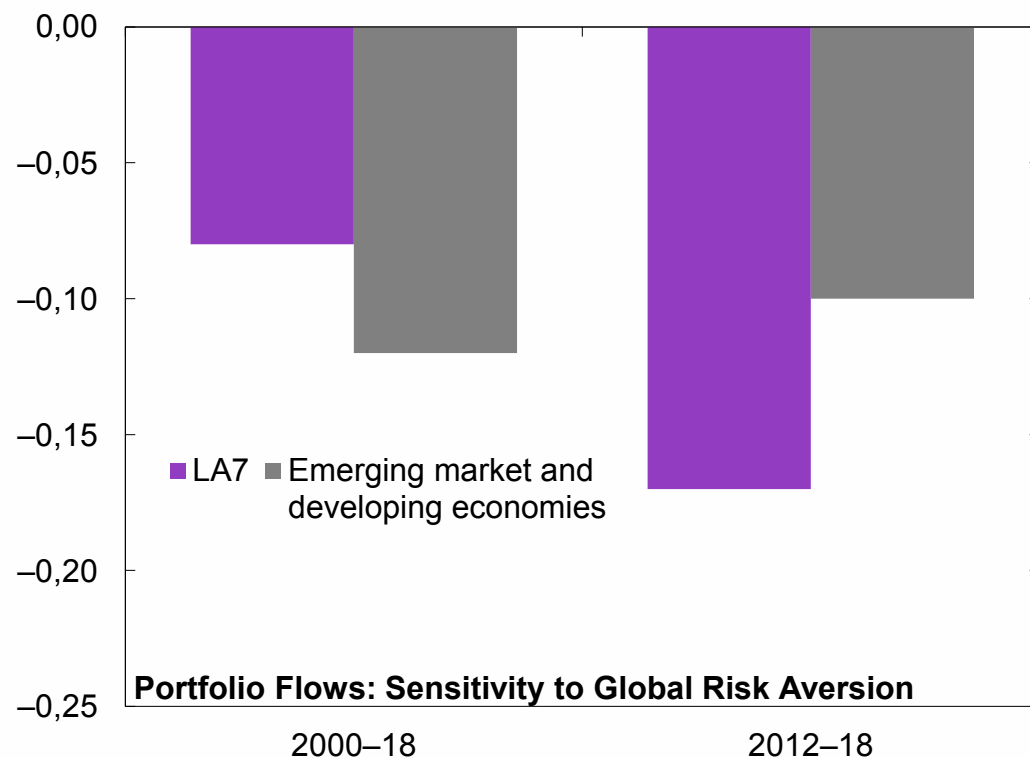 0,00
–0,05
–0,10
–0,15
–0,20
–0,25
LA7 Emerging market and
developing economies
Portfolio Flows: Sensitivity to Global Risk Aversion
2000–18 2012–18